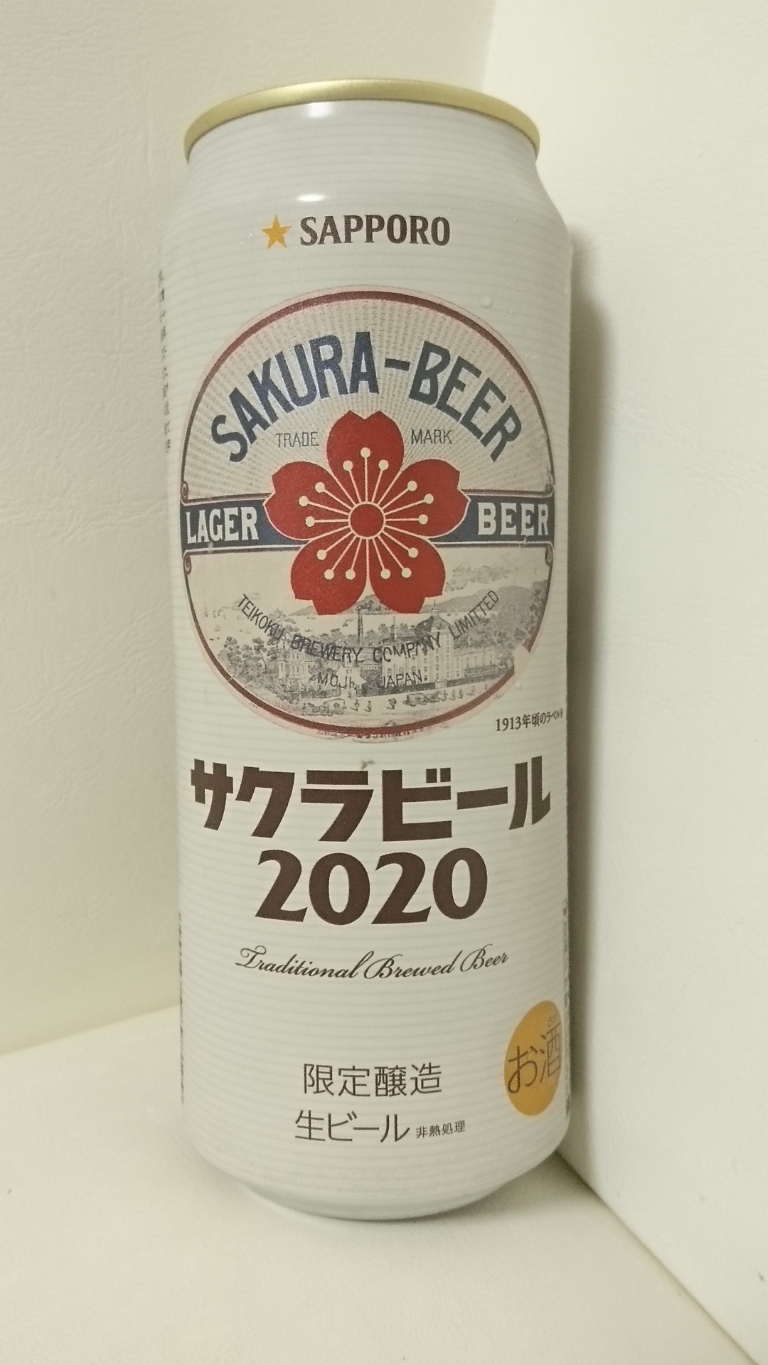 SAPPORO
SAKURA-BEER
TRADE MARK
LAGER BEER
TEIKOKU BREWERY COMPANY LIMITTED
MOJI, JAPAN.
1913年頃のラベル
サクラビール
2020
Traditional Brewed Beer
お酒
限定醸造
生ビール 非熱処理